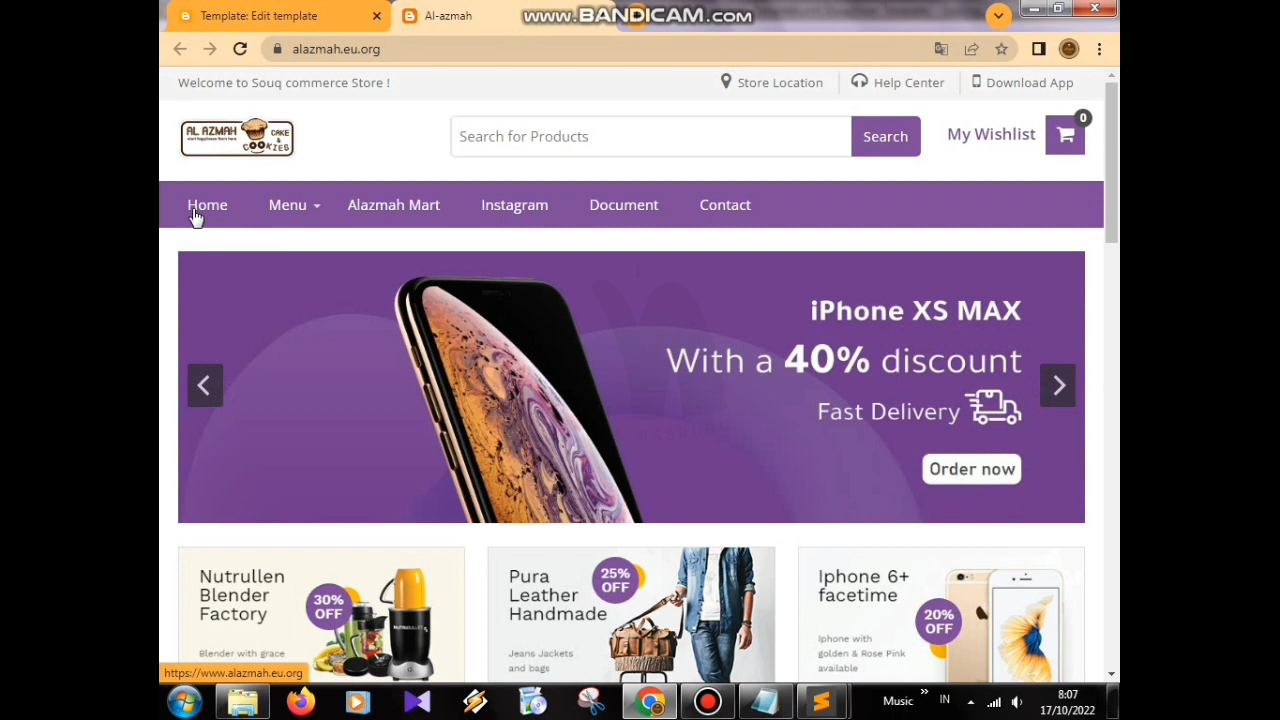 Template: Edit template
Al-azmah
www.BANDICAM.com
alazmah.eu.org
Welcome to Souq commerce Store !
Store Location
Help Center
Download App
AL AZMAH
CAKE
&
COOKIES
Search for Products
Search
My Wishlist
0
Home
Menu
Alazmah Mart
Instagram
Document
Contact
iPhone XS MAX
With a 40% discount
Fast Delivery
Order now
Nutrullen
Blender
Factory
30%
OFF
Blender with grace
Pura
Leather
Handmade
25%
OFF
Jeans Jackets
and bags
Iphone 6+
facetime
20%
OFF
Iphone with
golden & Rose Pink
available
https://www.alazmah.eu.org
Music
IN
8:07
17/10/2022